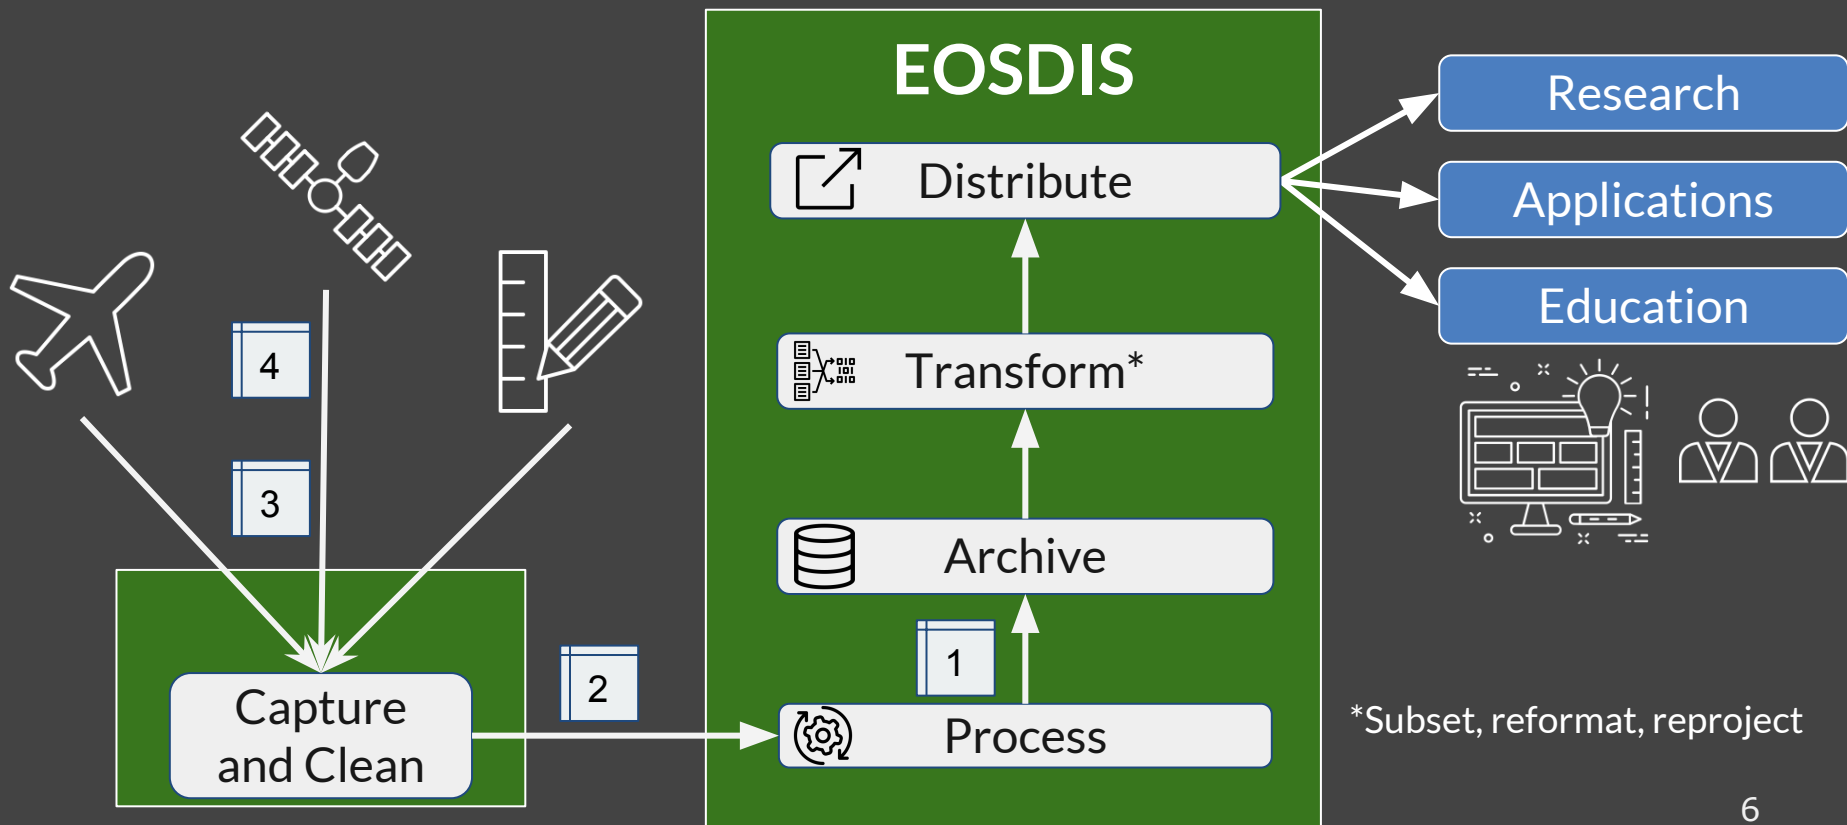 EOSDIS
Research
Distribute
Applications
Education
4
Transform*
3
Archive
1
2
Capture
and Clean
Process
*Subset, reformat, reproject
6